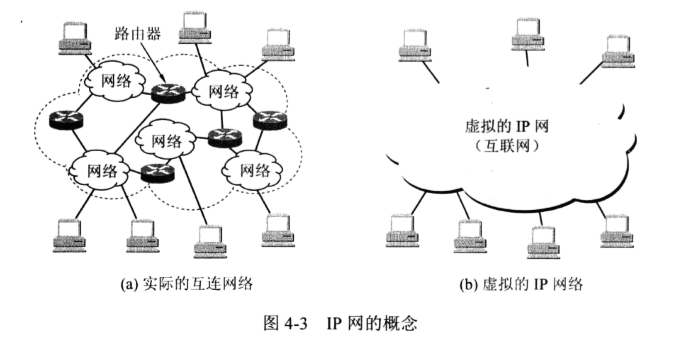 路由器
网络
网络
网络
网络
网络
虚拟的 IP 网
（互联网）
(a) 实际的互连网络
(b) 虚拟的 IP 网络
图 4-3 IP 网的概念